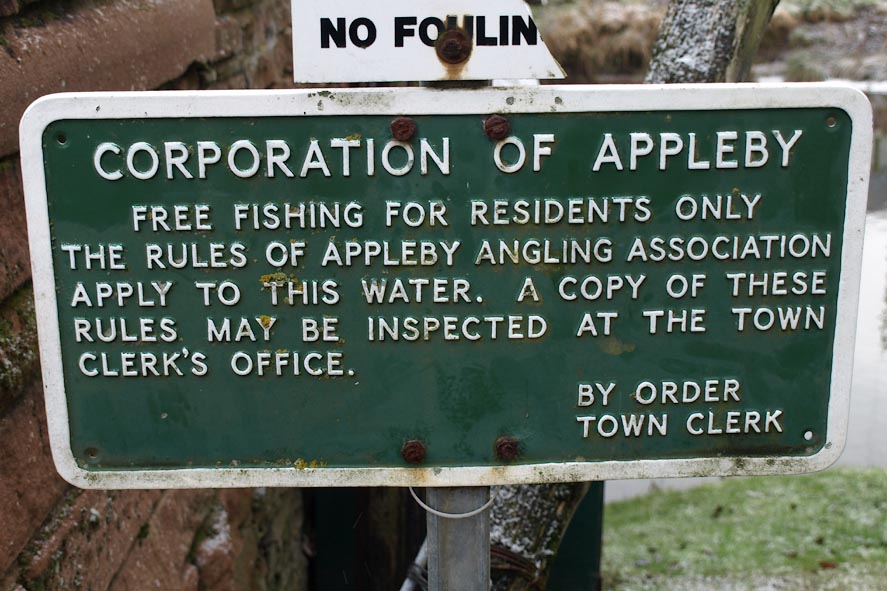 NO FOULIN
CORPORATION OF APPLEBY
FREE FISHING FOR RESIDENTS ONLY
THE RULES OF APPLEBY ANGLING ASSOCIATION
APPLY TO THIS WATER. A COPY OF THESE
RULES MAY BE INSPECTED AT THE TOWN
CLERK'S OFFICE.
BY ORDER
TOWN CLERK